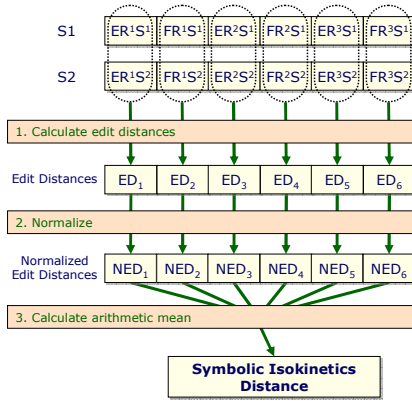 S1 ER¹S¹ FR¹S¹ ER²S¹ FR²S¹ ER³S¹ FR³S¹
S2 ER¹S² FR¹S² ER²S² FR²S² ER³S² FR³S²
1. Calculate edit distances
Edit Distances ED₁ ED₂ ED₃ ED₄ ED₅ ED₆
2. Normalize
Normalized
Edit Distances NED₁ NED₂ NED₃ NED₄ NED₅ NED₆
3. Calculate arithmetic mean
Symbolic Isokinetics
Distance